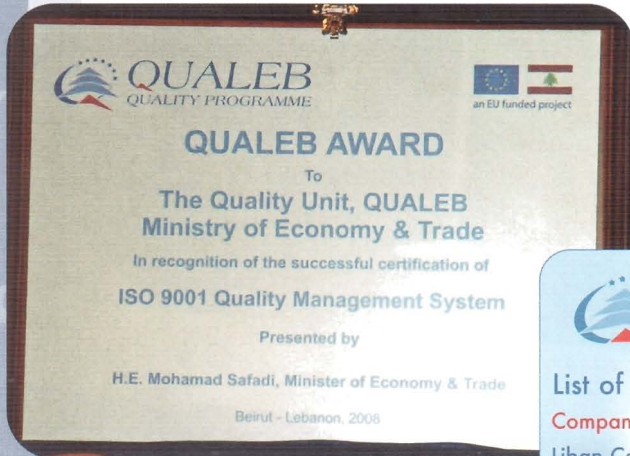 QUALEB
QUALITY PROGRAMME
an EU funded project
QUALEB AWARD
To
The Quality Unit, QUALEB
Ministry of Economy & Trade
In recognition of the successful certification of
ISO 9001 Quality Management System
Presented by
H.E. Mohamad Safadi, Minister of Economy & Trade
Beirut - Lebanon, 2008
List of
Compan
Liban C